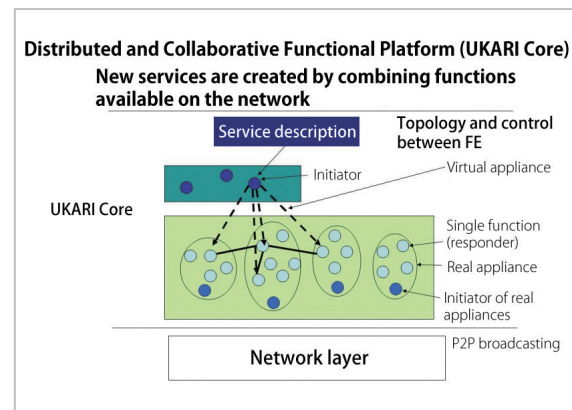 Distributed and Collaborative Functional Platform (UKARI Core)
New services are created by combining functions
available on the network
Service description
Topology and control
between FE
Initiator
Virtual appliance
UKARI Core
Single function
(responder)
Real appliance
Initiator of real
appliances
P2P broadcasting
Network layer